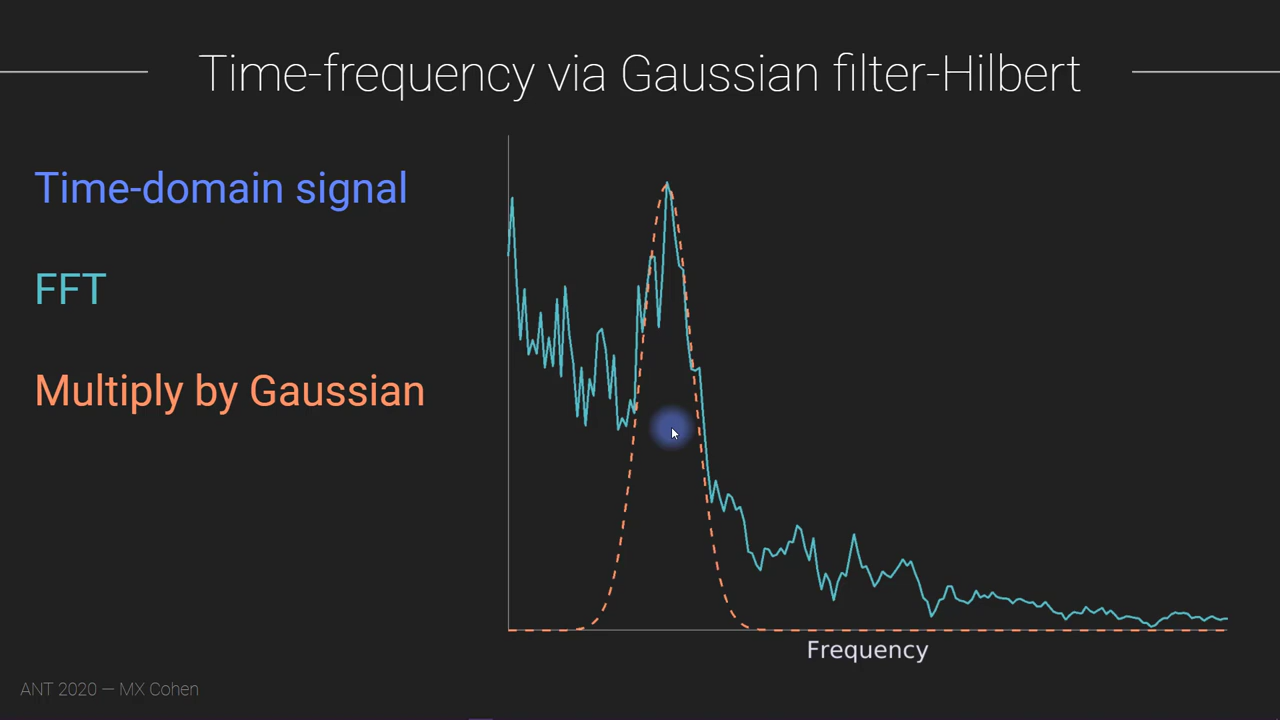 Time-frequency via Gaussian filter-Hilbert
Time-domain signal
FFT
Multiply by Gaussian
Frequency
ANT 2020 — MX Cohen